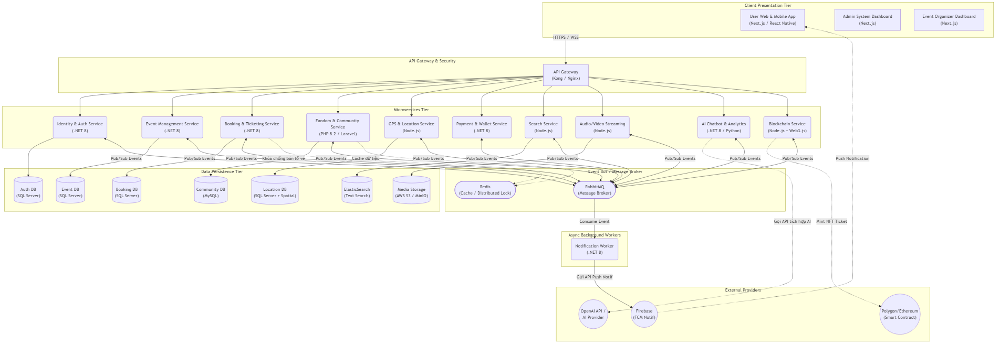 Client Presentation Tier
User Web & Mobile App
(Next.js / React Native)
Admin System Dashboard
(Next.js)
Event Organizer Dashboard
(Next.js)
HTTPS / WSS
API Gateway & Security
API Gateway
(Kong / Nginx)
Microservices Tier
Identity & Auth Service
(.NET 8)
Event Management Service
(.NET 8)
Booking & Ticketing Service
(.NET 8)
Fandom & Community
Service
(PHP 8.2 / Laravel)
GPS & Location Service
(Node.js)
Payment & Wallet Service
(.NET 8)
Search Service
(Node.js)
Audio/Video Streaming
(Node.js)
AI Chatbot & Analytics
(.NET 8 / Python)
Blockchain Service
(Node.js + Web3.js)
Pub/Sub Events
Pub/Sub Events
Pub/Sub Events
Khóa chống bán lố vé
Pub/Sub Events
Cache dữ liệu
Pub/Sub Events
Pub/Sub Events
Pub/Sub Events
Pub/Sub Events
Pub/Sub Events
Pub/Sub Events
Push Notification
Data Persistence Tier
Auth DB
(SQL Server)
Event DB
(SQL Server)
Booking DB
(SQL Server)
Community DB
(MySQL)
Location DB
(SQL Server + Spatial)
ElasticSearch
(Text Search)
Media Storage
(AWS S3 / MinIO)
Event Bus / Message Broker
Redis
(Cache / Distributed Lock)
RabbitMQ
(Message Broker)
Consume Event
Gọi API tích hợp AI
Mint NFT Ticket
Async Background Workers
Notification Worker
(.NET 8)
Gửi API Push Notif
External Providers
OpenAI API /
AI Provider
Firebase
(FCM Notif)
Polygon/Ethereum
(Smart Contract)